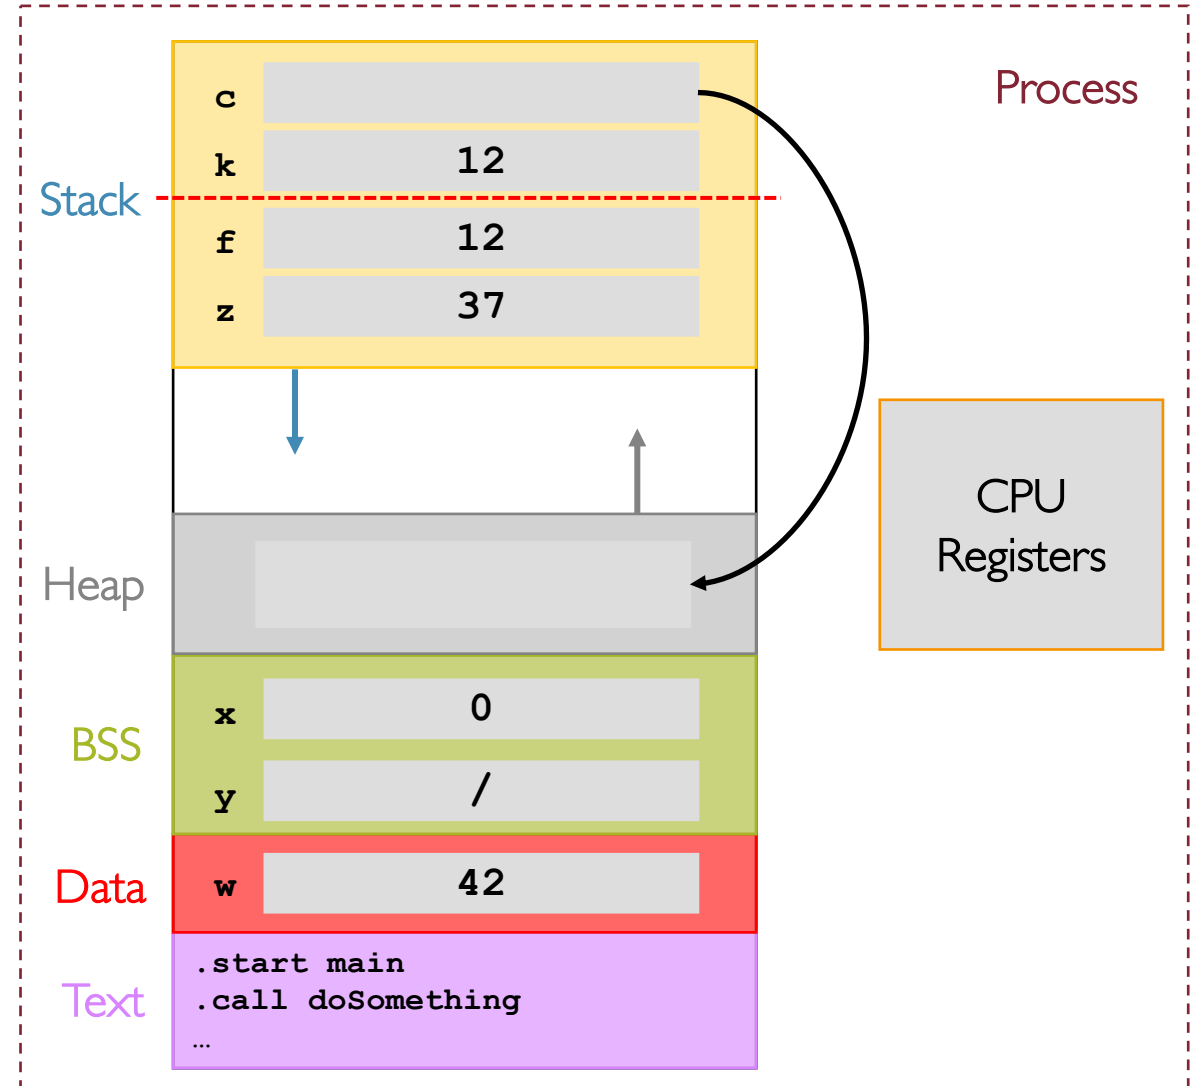 Process
c
k 12
Stack
f 12
z 37
CPU
Registers
Heap
x 0
BSS
y /
Data
w 42
.start main
.call doSomething
Text
…